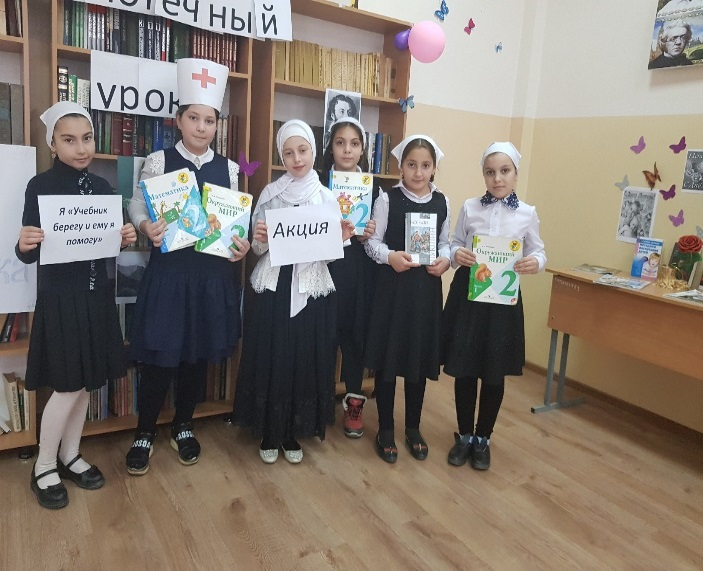 отечный
урок
Я «Учебник
берегу и ему я
помогу»
Математика
Окружающий
МИР
2
Акция
Математика
2
Окружающий
МИР
2